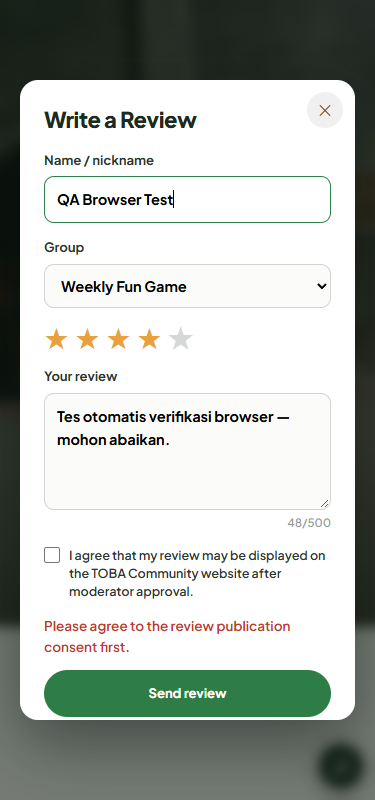 Write a Review
Name / nickname
QA Browser Test
Group
Weekly Fun Game
Your review
Tes otomatis verifikasi browser —
mohon abaikan.
48/500
I agree that my review may be displayed on
the TOBA Community website after
moderator approval.
Please agree to the review publication
consent first.
Send review